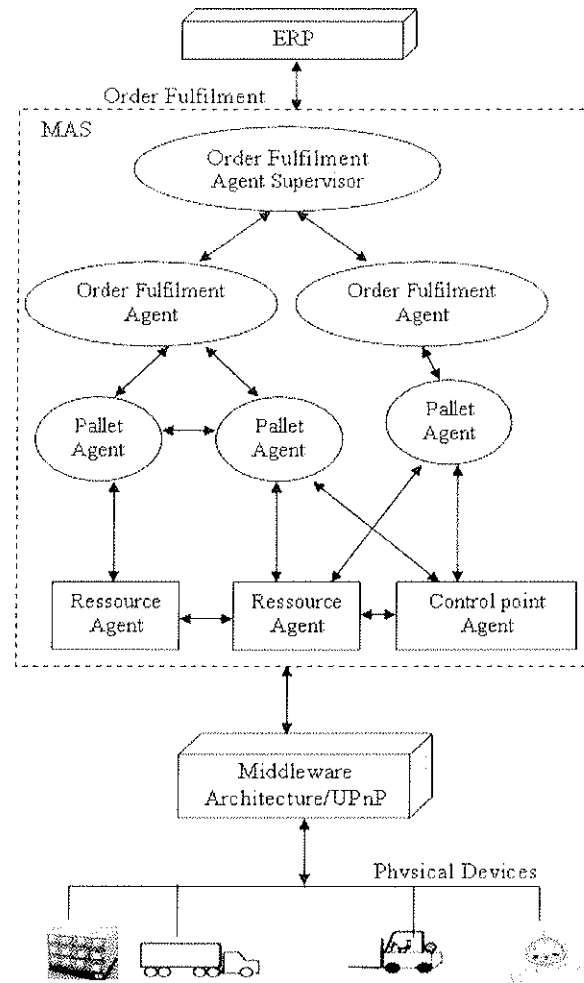 ERP
Order Fulfilment
MAS
Order Fulfilment
Agent Supervisor
Order Fulfilment
Agent
Order Fulfilment
Agent
Pallet
Agent
Pallet
Agent
Pallet
Agent
Ressource
Agent
Ressource
Agent
Control point
Agent
Middleware
Architecture/UPnP
Physical Devices